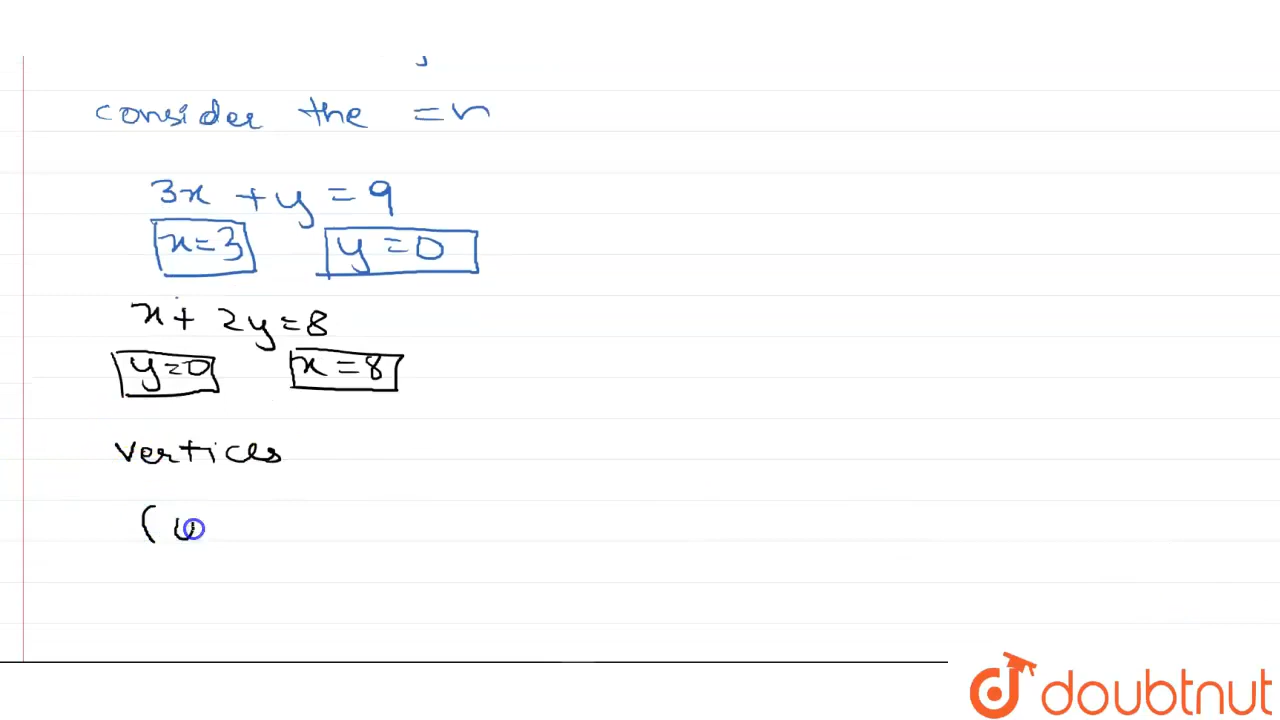 consider the =n
3x + y = 9
x=3 y=0
x+ 2y=8
y=0 x=8
vertices
(
doubtnut